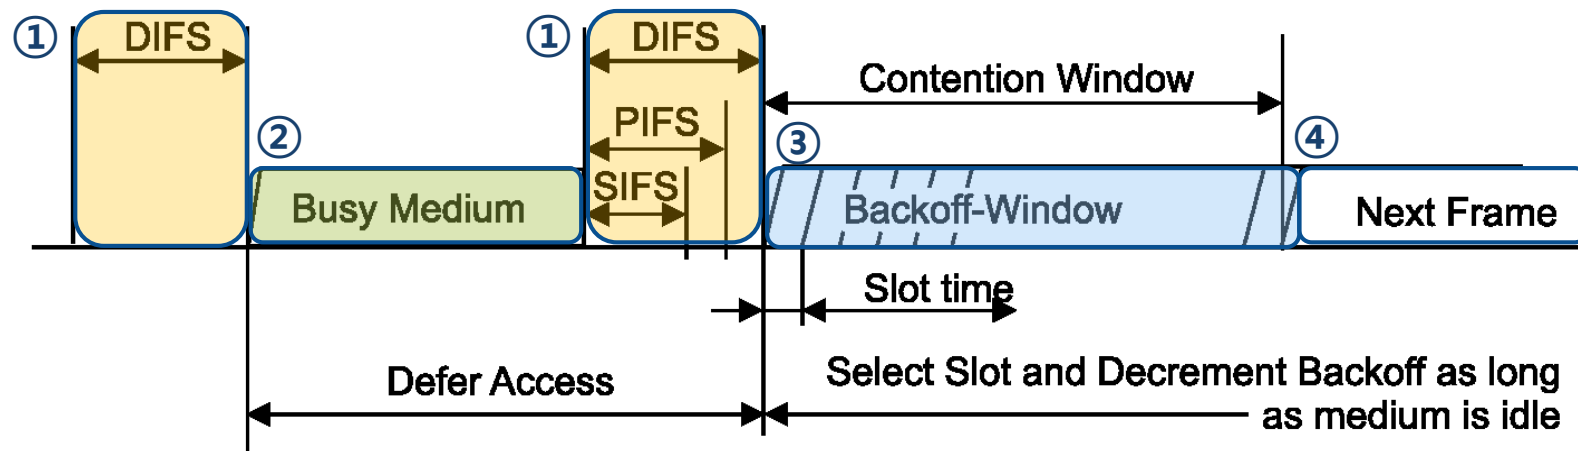 ① DIFS ① DIFS
Contention Window
PIFS
② ③ ④
SIFS
Busy Medium Backoff-Window Next Frame
Slot time
Defer Access
Select Slot and Decrement Backoff as long
as medium is idle